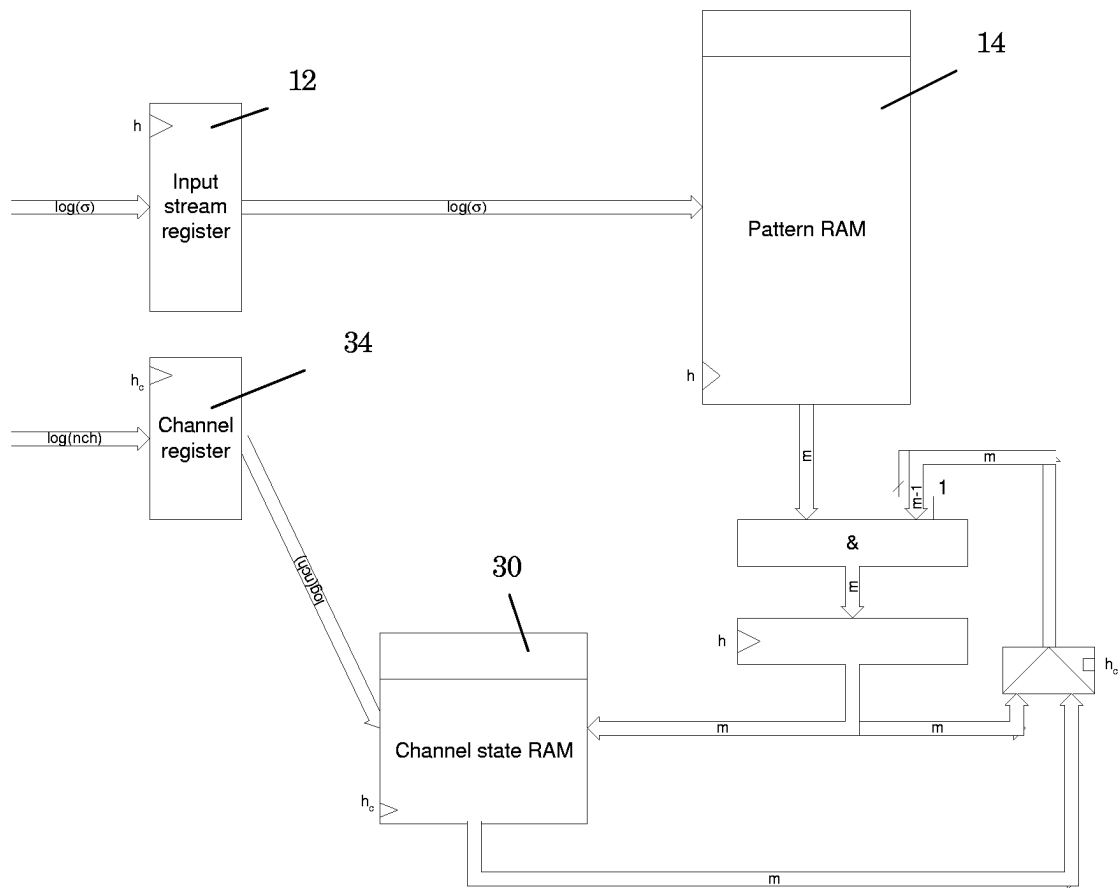 14
12
h
Input
stream
register
log(σ)
log(σ)
Pattern RAM
34
h
h_c
Channel
register
log(nch)
m
m
m-1
1
&
log(nch)
30
m
h
h_c
m
m
Channel state RAM
h_c
m